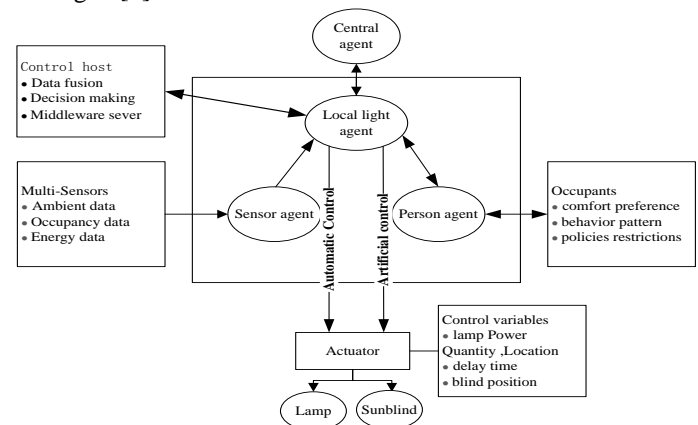 Central
agent
Control host
• Data fusion
• Decision making
• Middleware sever
Local light
agent
Multi-Sensors
• Ambient data
• Occupancy data
• Energy data
Sensor agent
Person agent
Occupants
• comfort preference
• behavior pattern
• policies restrictions
Automatic Control
Artificial control
Control variables
• lamp Power
Quantity ,Location
• delay time
• blind position
Actuator
Lamp
Sunblind